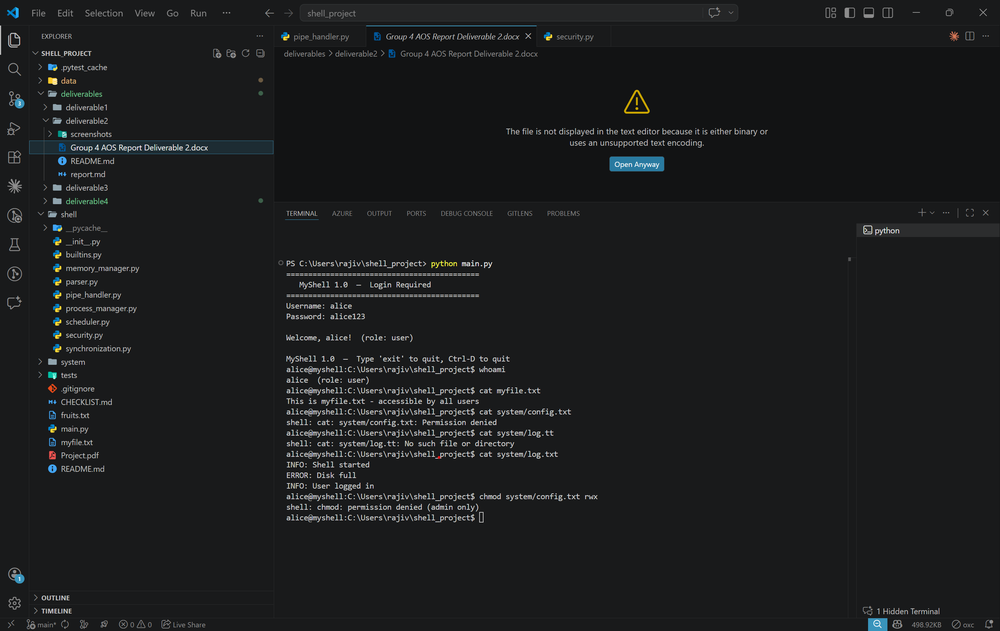 File Edit Selection View Go Run ··· shell_project
EXPLORER
SHELL_PROJECT
.pytest_cache
data
deliverables
deliverable1
deliverable2
screenshots
Group 4 AOS Report Deliverable 2.docx
README.md
report.md
deliverable3
deliverable4
shell
__pycache__
__init__.py
builtins.py
memory_manager.py
parser.py
pipe_handler.py
process_manager.py
scheduler.py
security.py
synchronization.py
system
tests
.gitignore
CHECKLIST.md
fruits.txt
main.py
myfile.txt
Project.pdf
README.md
OUTLINE
TIMELINE
3
1
pipe_handler.py Group 4 AOS Report Deliverable 2.docx security.py
deliverables > deliverable2 > Group 4 AOS Report Deliverable 2.docx
The file is not displayed in the text editor because it is either binary or
uses an unsupported text encoding.
Open Anyway
TERMINAL AZURE OUTPUT PORTS DEBUG CONSOLE GITLENS PROBLEMS
python
PS C:\Users\rajiv\shell_project> python main.py
============================================
MyShell 1.0 — Login Required
============================================
Username: alice
Password: alice123
Welcome, alice! (role: user)
MyShell 1.0 — Type 'exit' to quit, Ctrl-D to quit
alice@myshell:C:\Users\rajiv\shell_project$ whoami
alice (role: user)
alice@myshell:C:\Users\rajiv\shell_project$ cat myfile.txt
This is myfile.txt - accessible by all users
alice@myshell:C:\Users\rajiv\shell_project$ cat system/config.txt
shell: cat: system/config.txt: Permission denied
alice@myshell:C:\Users\rajiv\shell_project$ cat system/log.tt
shell: cat: system/log.tt: No such file or directory
alice@myshell:C:\Users\rajiv\shell_project$ cat system/log.txt
INFO: Shell started
ERROR: Disk full
INFO: User logged in
alice@myshell:C:\Users\rajiv\shell_project$ chmod system/config.txt rwx
shell: chmod: permission denied (admin only)
alice@myshell:C:\Users\rajiv\shell_project$
1 Hidden Terminal
main* 0 0 Live Share 498.92KB oxc